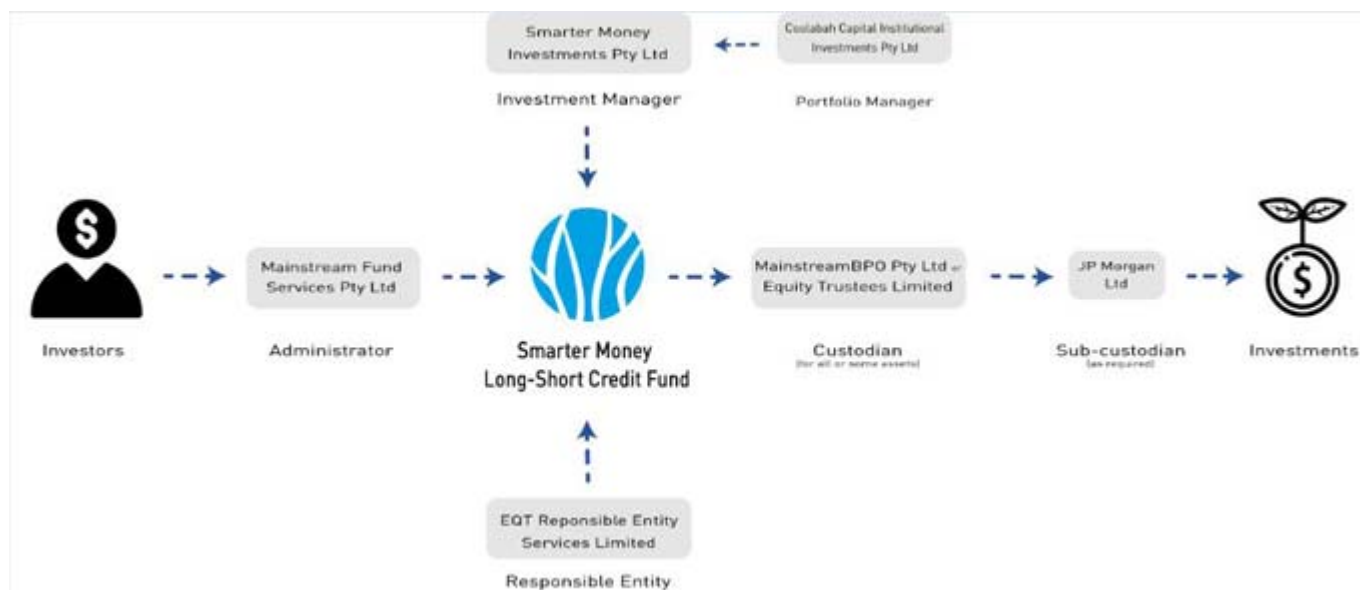 Smarter Money
Investments Pty Ltd
Coolabah Capital Institutional
Investments Pty Ltd
Investment Manager
Portfolio Manager
Mainstream Fund
Services Pty Ltd
MainstreamBPO Pty Ltd or
Equity Trustees Limited
JP Morgan
Ltd
Investors
Administrator
Smarter Money
Long-Short Credit Fund
Custodian
(for all or some assets)
Sub-custodian
(as required)
Investments
EQT Reponsible Entity
Services Limited
Responsible Entity